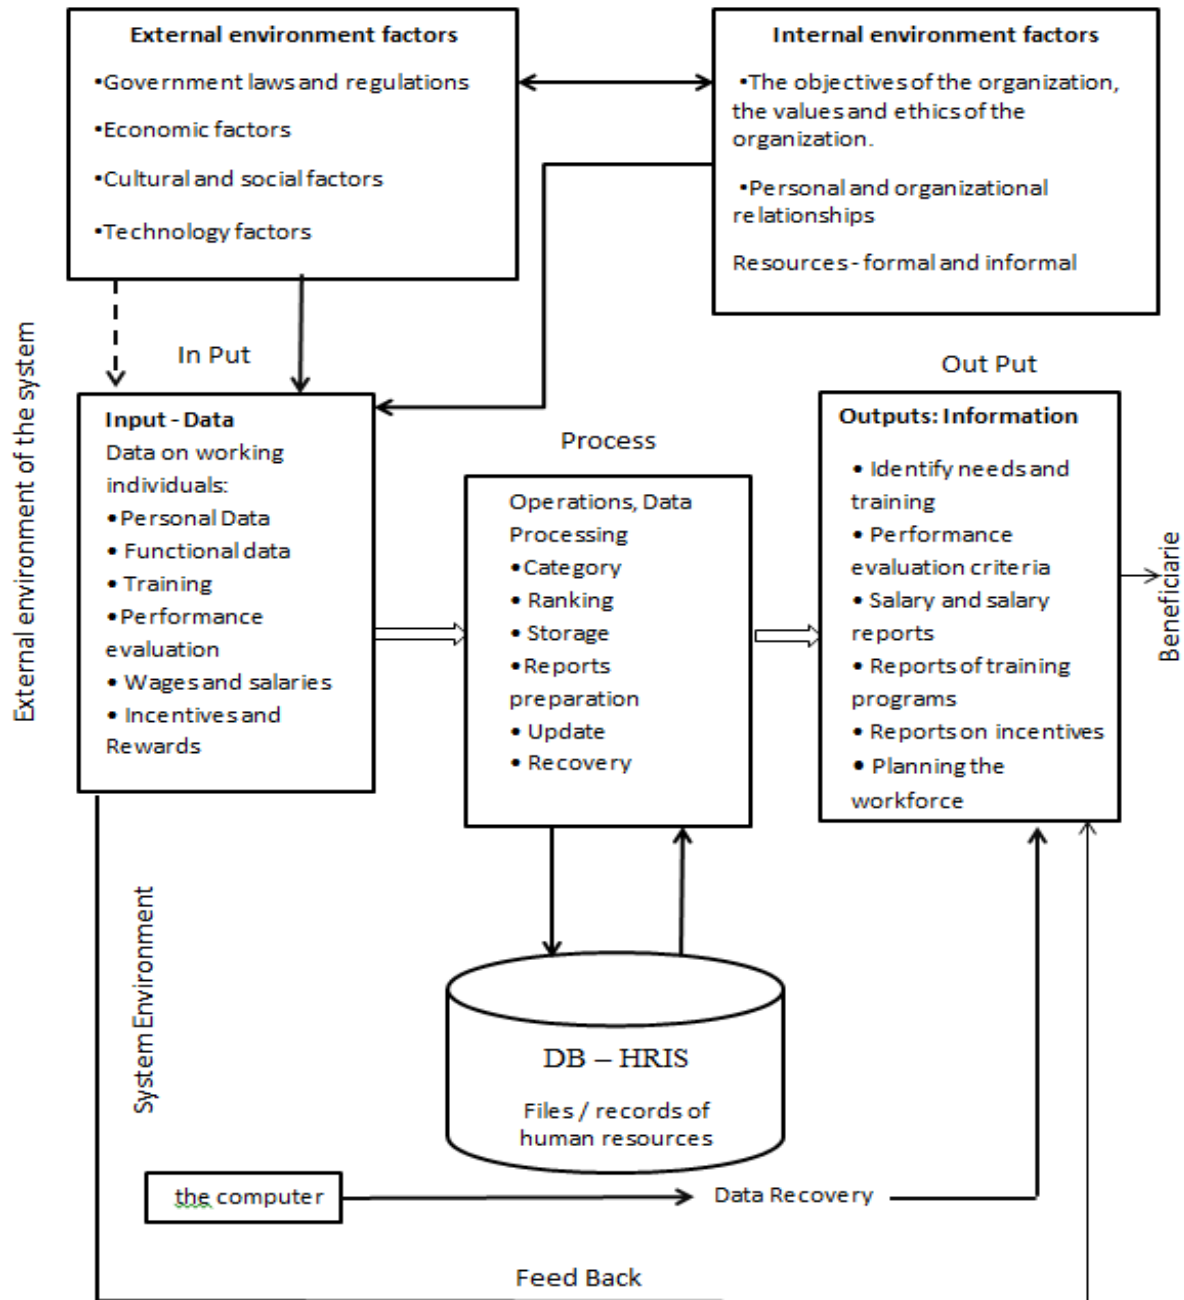 External environment factors
•Government laws and regulations
•Economic factors
•Cultural and social factors
•Technology factors
Internal environment factors
•The objectives of the organization,
the values and ethics of the
organization.
•Personal and organizational
relationships
Resources - formal and informal
External environment of the system
In Put
Input - Data
Data on working
individuals:
•Personal Data
• Functional data
• Training
•Performance
evaluation
• Wages and salaries
• Incentives and
Rewards
Process
Operations, Data
Processing
•Category
• Ranking
• Storage
•Reports
preparation
• Update
• Recovery
Out Put
Outputs: Information
• Identify needs and
training
• Performance
evaluation criteria
• Salary and salary
reports
• Reports of training
programs
• Reports on incentives
• Planning the
workforce
Beneficiarie
System Environment
DB – HRIS
Files / records of
human resources
the computer
Data Recovery
Feed Back